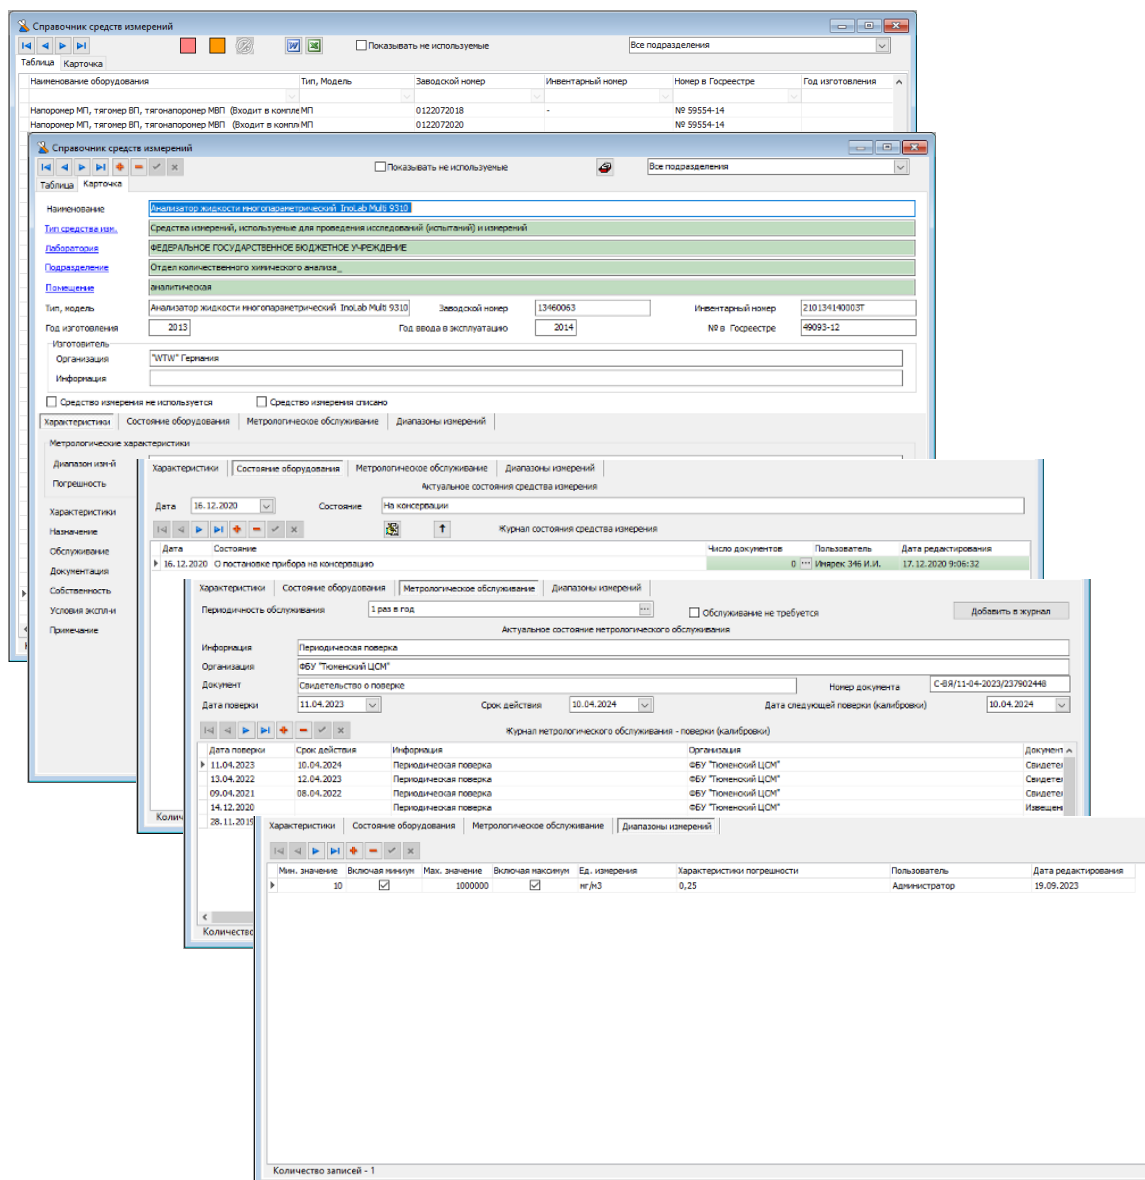 Справочник средств измерений
Показывать не используемые
Все подразделения
Таблица Карточка
Наименование оборудования Тип, Модель Заводской номер Инвентарный номер Номер в Госреестре Год изготовления
Напоромер МП, тягомер ВП, тягонапоромер МВП (Входит в компле МП 0122072018 - № 59554-14
Напоромер МП, тягомер ВП, тягонапоромер МВП (Входит в компл МП 0122072020 № 59554-14
Справочник средств измерений
Показывать не используемые
Все подразделения
Таблица Карточка
Наименование Анализатор жидкости многопараметрический InoLab Multi 9310
Тип средства изм. Средства измерений, используемые для проведения исследований (испытаний) и измерений
Лаборатория ФЕДЕРАЛЬНОЕ ГОСУДАРСТВЕННОЕ БЮДЖЕТНОЕ УЧРЕЖДЕНИЕ
Подразделение Отдел количественного химического анализа_
Помещение аналитическая
Тип, модель Анализатор жидкости многопараметрический InoLab Multi 9310 Заводской номер 13460063 Инвентарный номер 210134140003Т
Год изготовления 2013 Год ввода в эксплуатацию 2014 № в Госреестре 49093-12
Изготовитель
Организация "WTW" Германия
Информация
Средство измерения не используется Средство измерения списано
Характеристики Состояние оборудования Метрологическое обслуживание Диапазоны измерений
Метрологические характеристики
Диапазон изм-й
Погрешность
Характеристики
Назначение
Обслуживание
Документация
Собственность
Условия экспл-и
Примечание
Характеристики Состояние оборудования Метрологическое обслуживание Диапазоны измерений
Актуальное состояния средства измерения
Дата 16.12.2020 Состояние На консервации
Журнал состояния средства измерения
Дата Состояние Число документов Пользователь Дата редактирования
16.12.2020 О постановке прибора на консервацию 0 ... Имярек 346 И.И. 17.12.2020 9:06:32
Характеристики Состояние оборудования Метрологическое обслуживание Диапазоны измерений
Периодичность обслуживания 1 раз в год ... Обслуживание не требуется Добавить в журнал
Актуальное состояние метрологического обслуживания
Информация Периодическая поверка
Организация ФБУ "Тюменский ЦСМ"
Документ Свидетельство о поверке Номер документа С-ВЯ/11-04-2023/237902448
Дата поверки 11.04.2023 Срок действия 10.04.2024 Дата следующей поверки (калибровки) 10.04.2024
Журнал метрологического обслуживания - поверки (калибровки)
Дата поверки Срок действия Информация Организация Документ
11.04.2023 10.04.2024 Периодическая поверка ФБУ "Тюменский ЦСМ" Свидете
13.04.2022 12.04.2023 Периодическая поверка ФБУ "Тюменский ЦСМ" Свидете
09.04.2021 08.04.2022 Периодическая поверка ФБУ "Тюменский ЦСМ" Свидете
14.12.2020 Периодическая поверка ФБУ "Тюменский ЦСМ" Извещен
28.11.2019
Колич
Количество
Характеристики Состояние оборудования Метрологическое обслуживание Диапазоны измерений
Мин. значение Включая миниум Мах. значение Включая максимум Ед. измерения Характеристики погрешности Пользователь Дата редактирования
10 1000000 мг/м3 0,25 Администратор 19.09.2023
Количество записей - 1